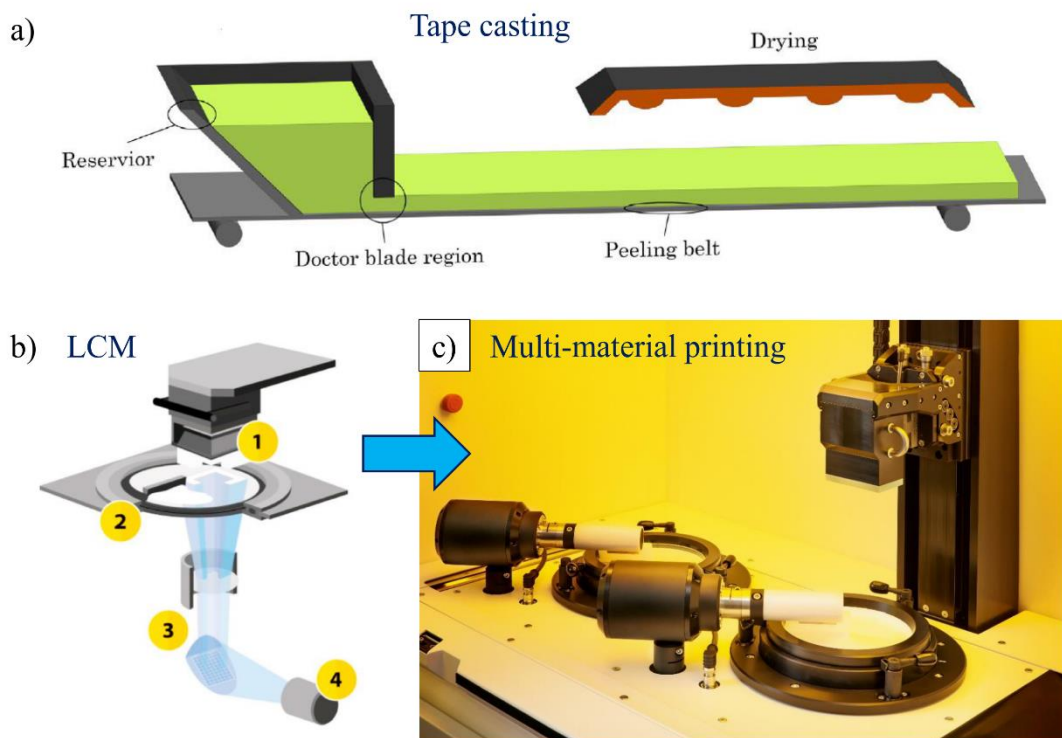 a)
Tape casting
Drying
Reservior
Doctor blade region
Peeling belt
b) LCM
c) Multi-material printing
1
2
3
4